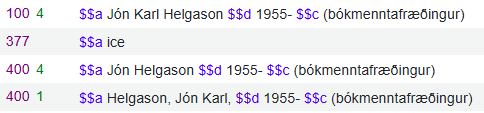 100 4 $$a Jón Karl Helgason $$d 1955- $$c (bókmenntafræðingur)
377 $$a ice
400 4 $$a Jón Helgason $$d 1955- $$c (bókmenntafræðingur)
400 1 $$a Helgason, Jón Karl, $$d 1955- $$c (bókmenntafræðingur)